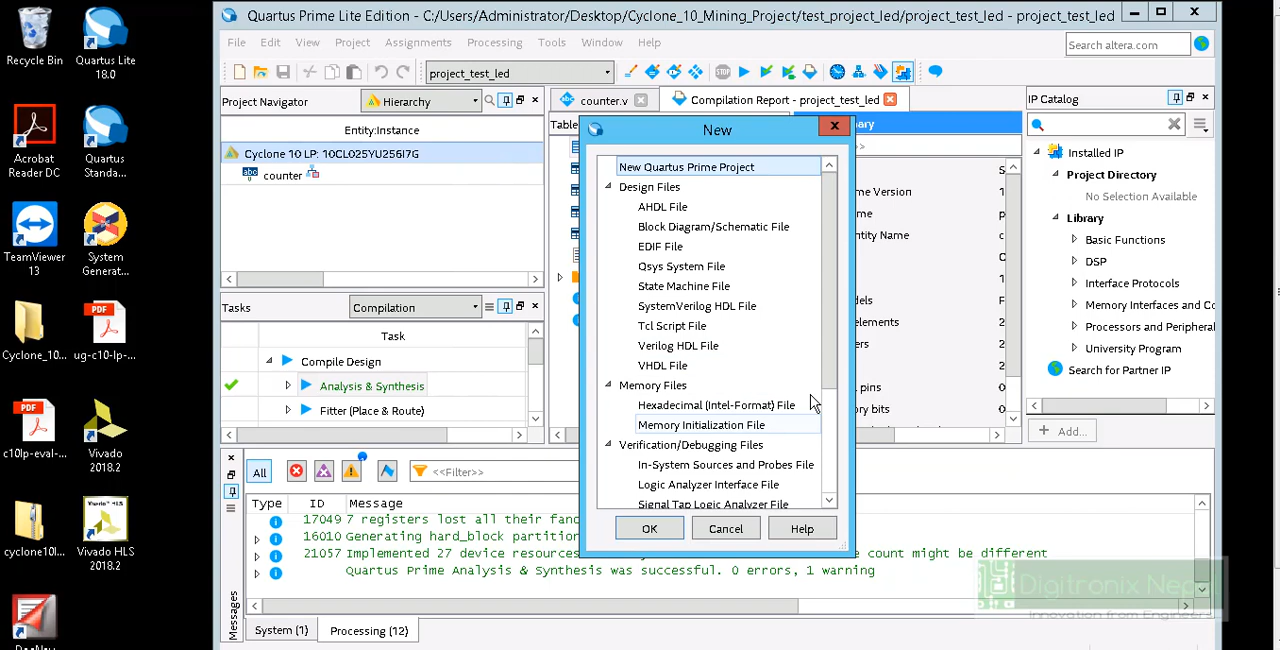 Recycle Bin
Quartus Lite
18.0
Acrobat
Reader DC
Quartus
Standa...
TeamViewer
13
System
Generat...
Cyclone_10...
ug-c10-lp-...
c10lp-eval-...
Vivado
2018.2
cyclone10l...
Vivado HLS
2018.2
Quartus Prime Lite Edition - C:/Users/Administrator/Desktop/Cyclone_10_Mining_Project/test_project_led/project_test_led - project_test_led
File Edit View Project Assignments Processing Tools Window Help
Search altera.com
project_test_led
Project Navigator
Hierarchy
Entity:Instance
Cyclone 10 LP: 10CL025YU256I7G
counter
Tasks
Compilation
Task
Compile Design
Analysis & Synthesis
Fitter (Place & Route)
counter.v
Compilation Report - project_test_led
Table
New
New Quartus Prime Project
Design Files
AHDL File
Block Diagram/Schematic File
EDIF File
Qsys System File
State Machine File
SystemVerilog HDL File
Tcl Script File
Verilog HDL File
VHDL File
Memory Files
Hexadecimal (Intel-Format) File
Memory Initialization File
Verification/Debugging Files
In-System Sources and Probes File
Logic Analyzer Interface File
Signal Tap Logic Analyzer File
OK
Cancel
Help
IP Catalog
Installed IP
Project Directory
No Selection Available
Library
Basic Functions
DSP
Interface Protocols
Memory Interfaces and Co
Processors and Peripheral
University Program
Search for Partner IP
Add...
All
<<Filter>>
Type ID Message
17049 7 registers lost all their fan
16010 Generating hard_block partition
21057 Implemented 27 device resources
e count might be different
Quartus Prime Analysis & Synthesis was successful. 0 errors, 1 warning
Messages
System (1)
Processing (12)
Digitronix Nepal
Innovation from Engineers